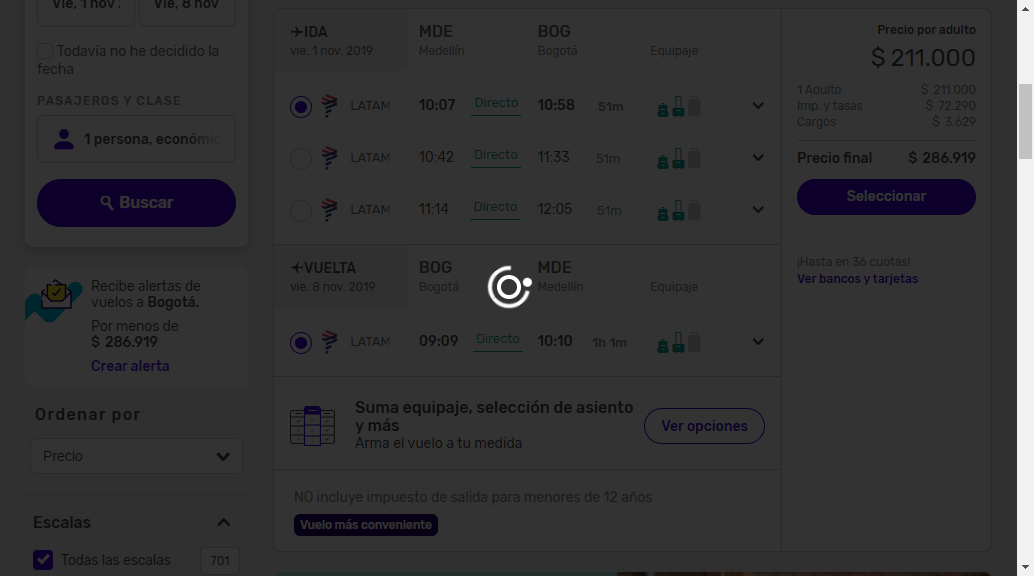 Vie, 1 nov.
Vie, 8 nov
Todavía no he decidido la
fecha
PASAJEROS Y CLASE
1 persona, económic
Buscar
Recibe alertas de
vuelos a Bogotá.
Por menos de
$ 286.919
Crear alerta
Ordenar por
Precio
Escalas
Todas las escalas
701
IDA
MDE
BOG
vie. 1 nov. 2019
Medellín
Bogotá
Equipaje
LATAM
10:07
Directo
10:58
51m
LATAM
10:42
Directo
11:33
51m
LATAM
11:14
Directo
12:05
51m
VUELTA
BOG
MDE
vie. 8 nov. 2019
Bogotá
Medellín
Equipaje
LATAM
09:09
Directo
10:10
1h 1m
Suma equipaje, selección de asiento
y más
Arma el vuelo a tu medida
Ver opciones
NO incluye impuesto de salida para menores de 12 años
Vuelo más conveniente
Precio por adulto
$ 211.000
1 Adulto $ 211.000
Imp. y tasas $ 72.290
Cargos $ 3.629
Precio final $ 286.919
Seleccionar
¡Hasta en 36 cuotas!
Ver bancos y tarjetas